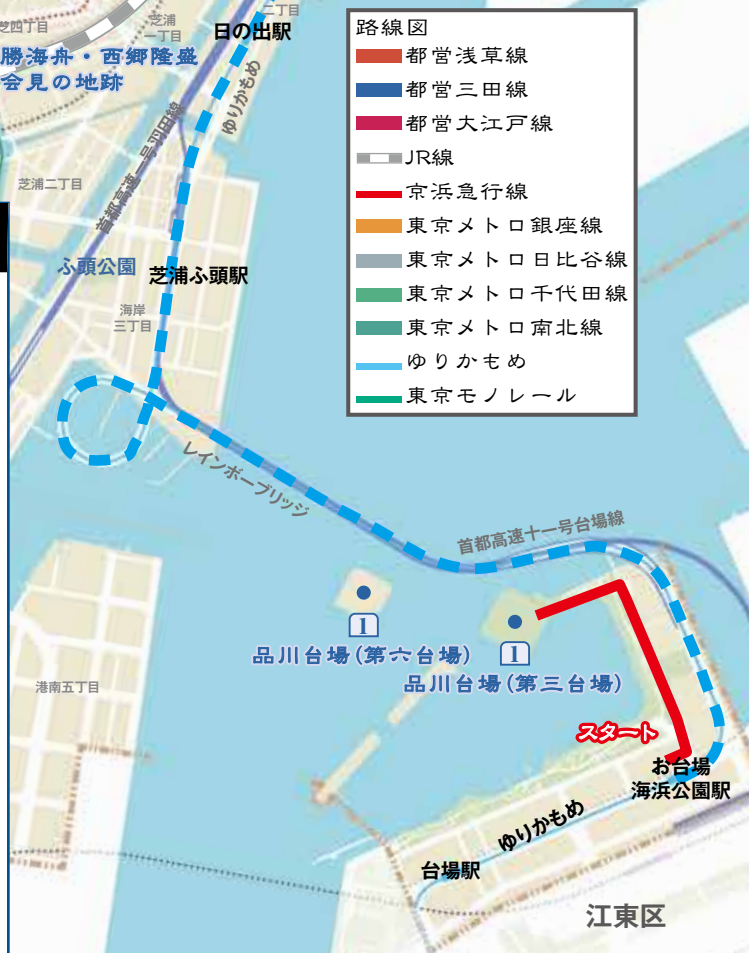 芝四丁目
芝浦
一丁目
二丁目
日の出駅
勝海舟・西郷隆盛
会見の地跡
ゆりかもめ
首都高速一号羽田線
芝浦二丁目
ふ頭公園
芝浦ふ頭駅
海岸
三丁目
路線図
都営浅草線
都営三田線
都営大江戸線
JR線
京浜急行線
東京メトロ銀座線
東京メトロ日比谷線
東京メトロ千代田線
東京メトロ南北線
ゆりかもめ
東京モノレール
レインボーブリッジ
首都高速十一号台場線
1
品川台場(第六台場)
1
品川台場(第三台場)
港南五丁目
スタート
お台場
海浜公園駅
ゆりかもめ
台場駅
江東区